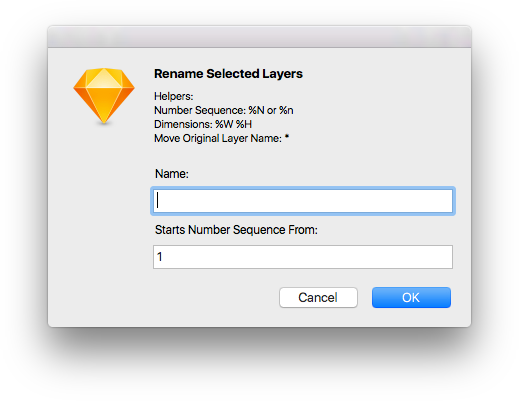 Rename Selected Layers
Helpers:
Number Sequence: %N or %n
Dimensions: %W %H
Move Original Layer Name: *
Name:
Starts Number Sequence From:
1
Cancel OK